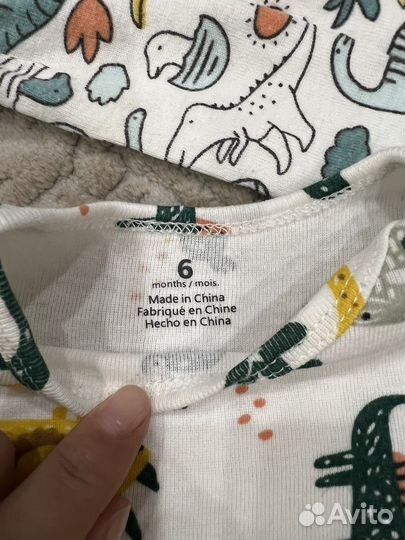 6
months / mois.
Made in China
Fabriqué en Chine
Hecho en China
Avito